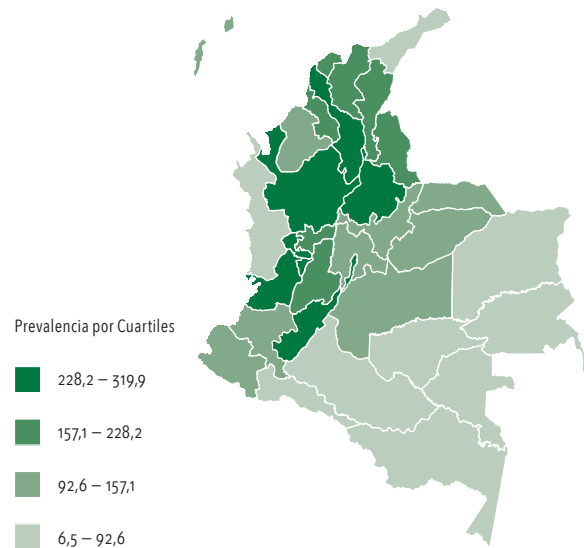 Prevalencia por Cuartiles
228,2 – 319,9
157,1 – 228,2
92,6 – 157,1
6,5 – 92,6